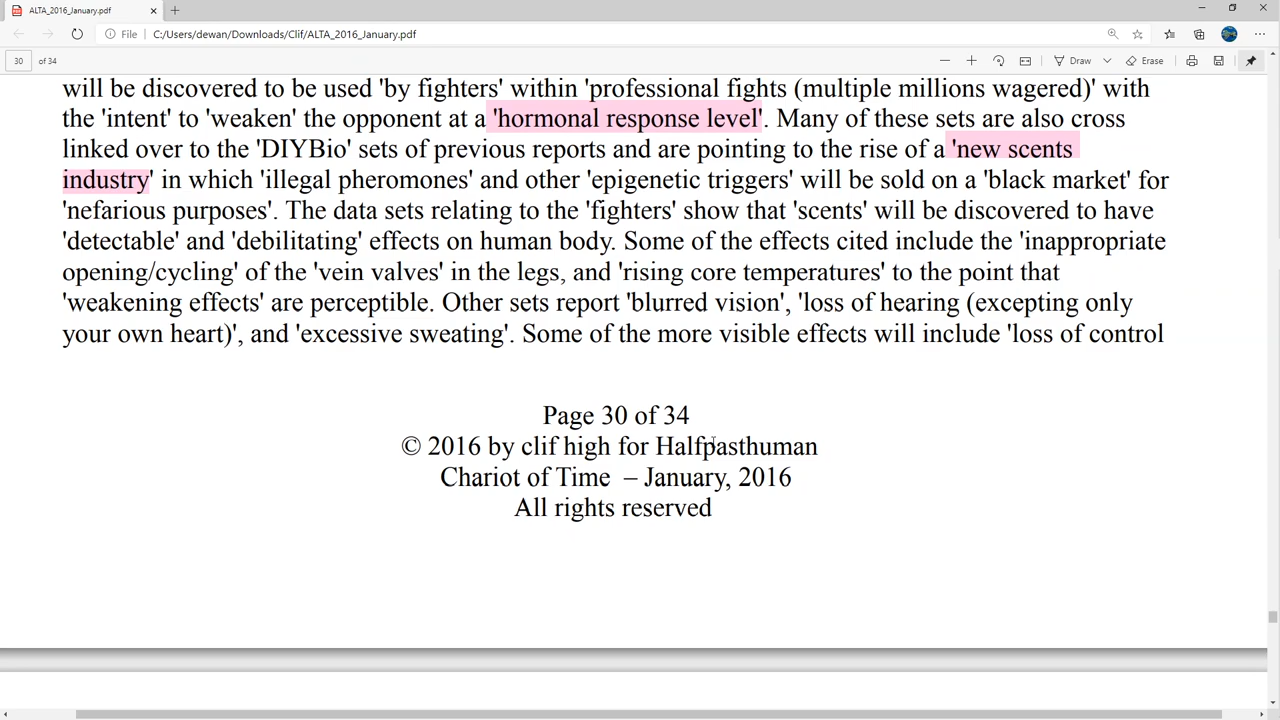 ALTA_2016_January.pdf
File C:/Users/dewan/Downloads/Clif/ALTA_2016_January.pdf
30 of 34 Draw Erase
will be discovered to be used 'by fighters' within 'professional fights (multiple millions wagered)' with
the 'intent' to 'weaken' the opponent at a 'hormonal response level'. Many of these sets are also cross
linked over to the 'DIYBio' sets of previous reports and are pointing to the rise of a 'new scents
industry' in which 'illegal pheromones' and other 'epigenetic triggers' will be sold on a 'black market' for
'nefarious purposes'. The data sets relating to the 'fighters' show that 'scents' will be discovered to have
'detectable' and 'debilitating' effects on human body. Some of the effects cited include the 'inappropriate
opening/cycling' of the 'vein valves' in the legs, and 'rising core temperatures' to the point that
'weakening effects' are perceptible. Other sets report 'blurred vision', 'loss of hearing (excepting only
your own heart)', and 'excessive sweating'. Some of the more visible effects will include 'loss of control
Page 30 of 34
© 2016 by clif high for Halfpasthuman
Chariot of Time – January, 2016
All rights reserved